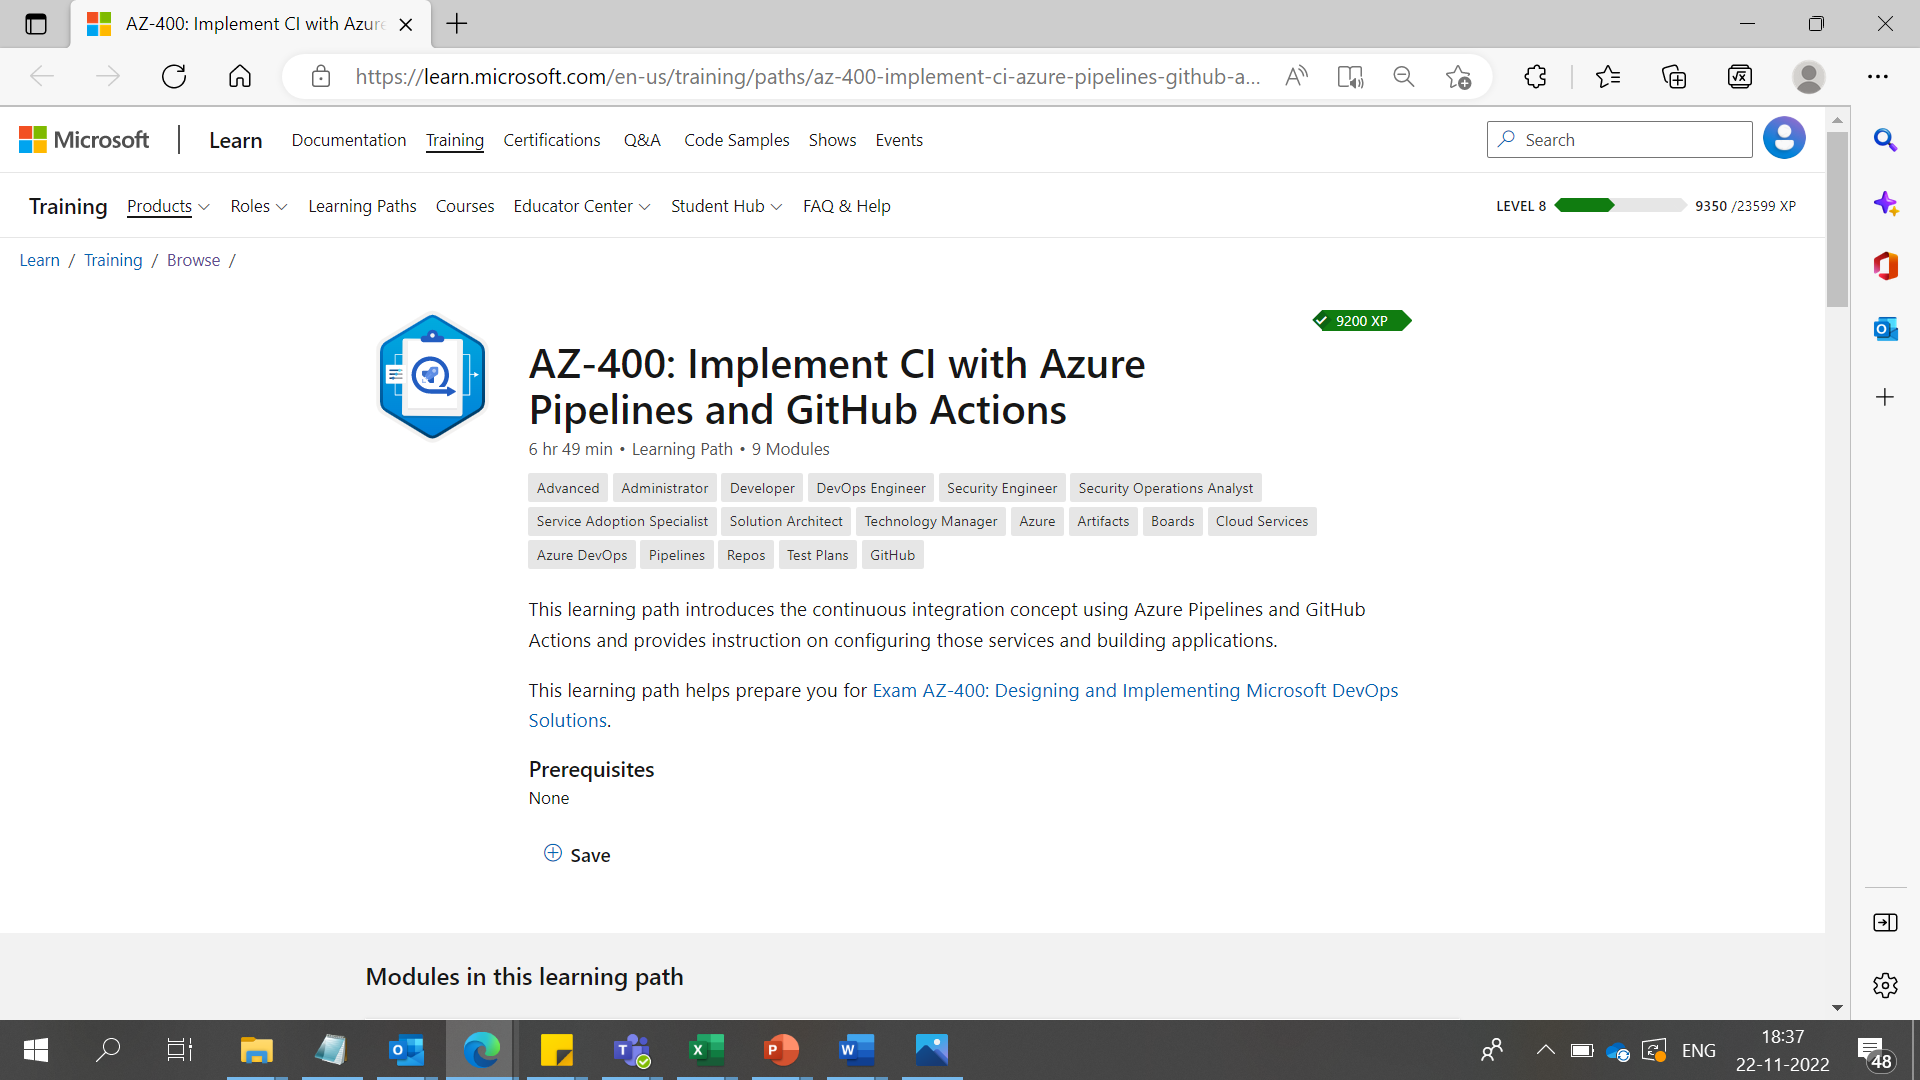 AZ-400: Implement CI with Azure
https://learn.microsoft.com/en-us/training/paths/az-400-implement-ci-azure-pipelines-github-a...
Microsoft Learn Documentation Training Certifications Q&A Code Samples Shows Events Search
Training Products Roles Learning Paths Courses Educator Center Student Hub FAQ & Help LEVEL 8 9350 /23599 XP
Learn / Training / Browse /
9200 XP
AZ-400: Implement CI with Azure
Pipelines and GitHub Actions
6 hr 49 min • Learning Path • 9 Modules
Advanced Administrator Developer DevOps Engineer Security Engineer Security Operations Analyst
Service Adoption Specialist Solution Architect Technology Manager Azure Artifacts Boards Cloud Services
Azure DevOps Pipelines Repos Test Plans GitHub
This learning path introduces the continuous integration concept using Azure Pipelines and GitHub
Actions and provides instruction on configuring those services and building applications.
This learning path helps prepare you for Exam AZ-400: Designing and Implementing Microsoft DevOps
Solutions.
Prerequisites
None
Save
Modules in this learning path
ENG
18:37
22-11-2022
48